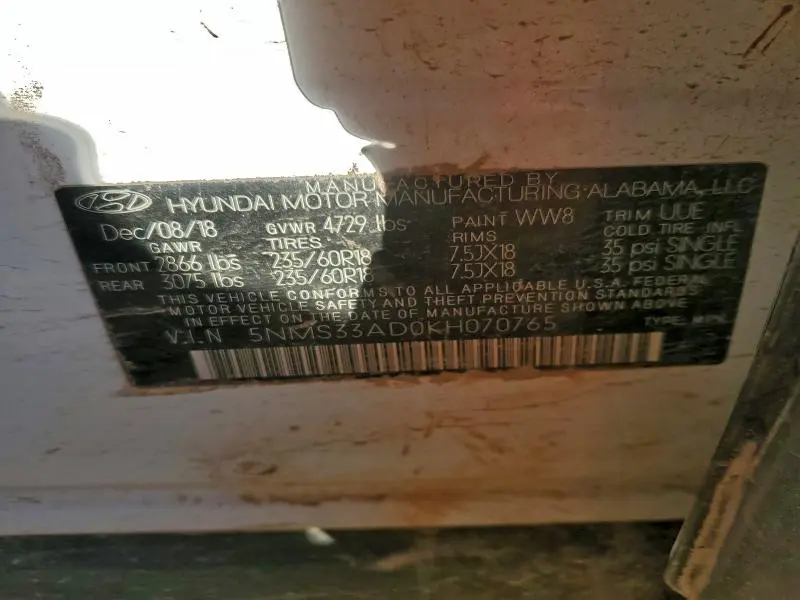 MANUFACTURED BY
HYUNDAI MOTOR MANUFACTURING ALABAMA, LLC
Dec/08/18 GVWR 4729 lbs PAINT WW8 TRIM UUE
GAWR TIRES RIMS COLD TIRE INFL
FRONT 2866 lbs 235/60R18 7.5JX18 35 psi SINGLE
REAR 3075 lbs 235/60R18 7.5JX18 35 psi SINGLE
THIS VEHICLE CONFORMS TO ALL APPLICABLE U.S.A. FEDERAL
MOTOR VEHICLE SAFETY AND THEFT PREVENTION STANDARDS
IN EFFECT ON THE DATE OF MANUFACTURE SHOWN ABOVE
V.I.N 5NMS33AD0KH070765 TYPE: MPV